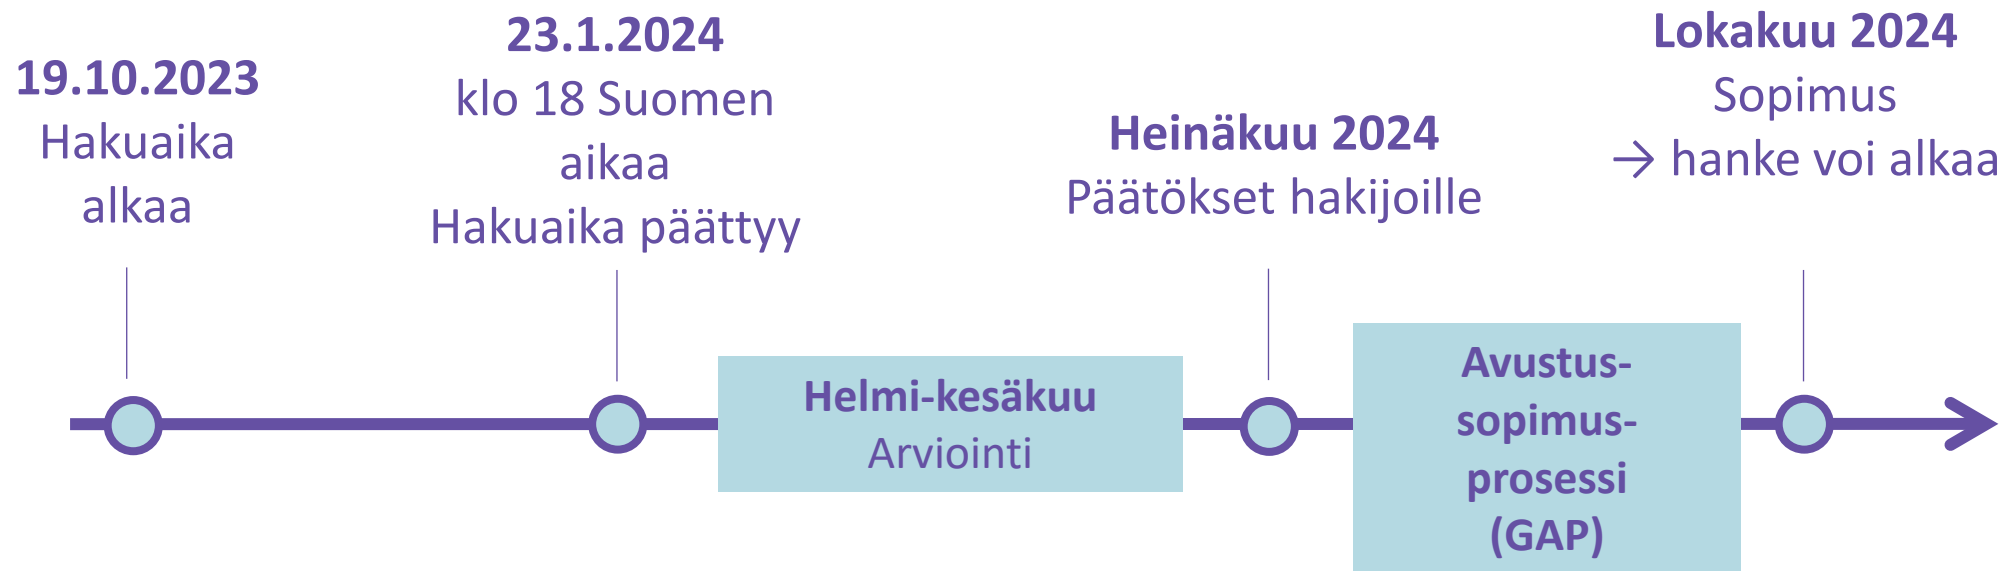 19.10.2023
Hakuaika
alkaa
23.1.2024
klo 18 Suomen
aikaa
Hakuaika päättyy
Helmi-kesäkuu
Arviointi
Heinäkuu 2024
Päätökset hakijoille
Avustus-
sopimus-
prosessi
(GAP)
Lokakuu 2024
Sopimus
→ hanke voi alkaa